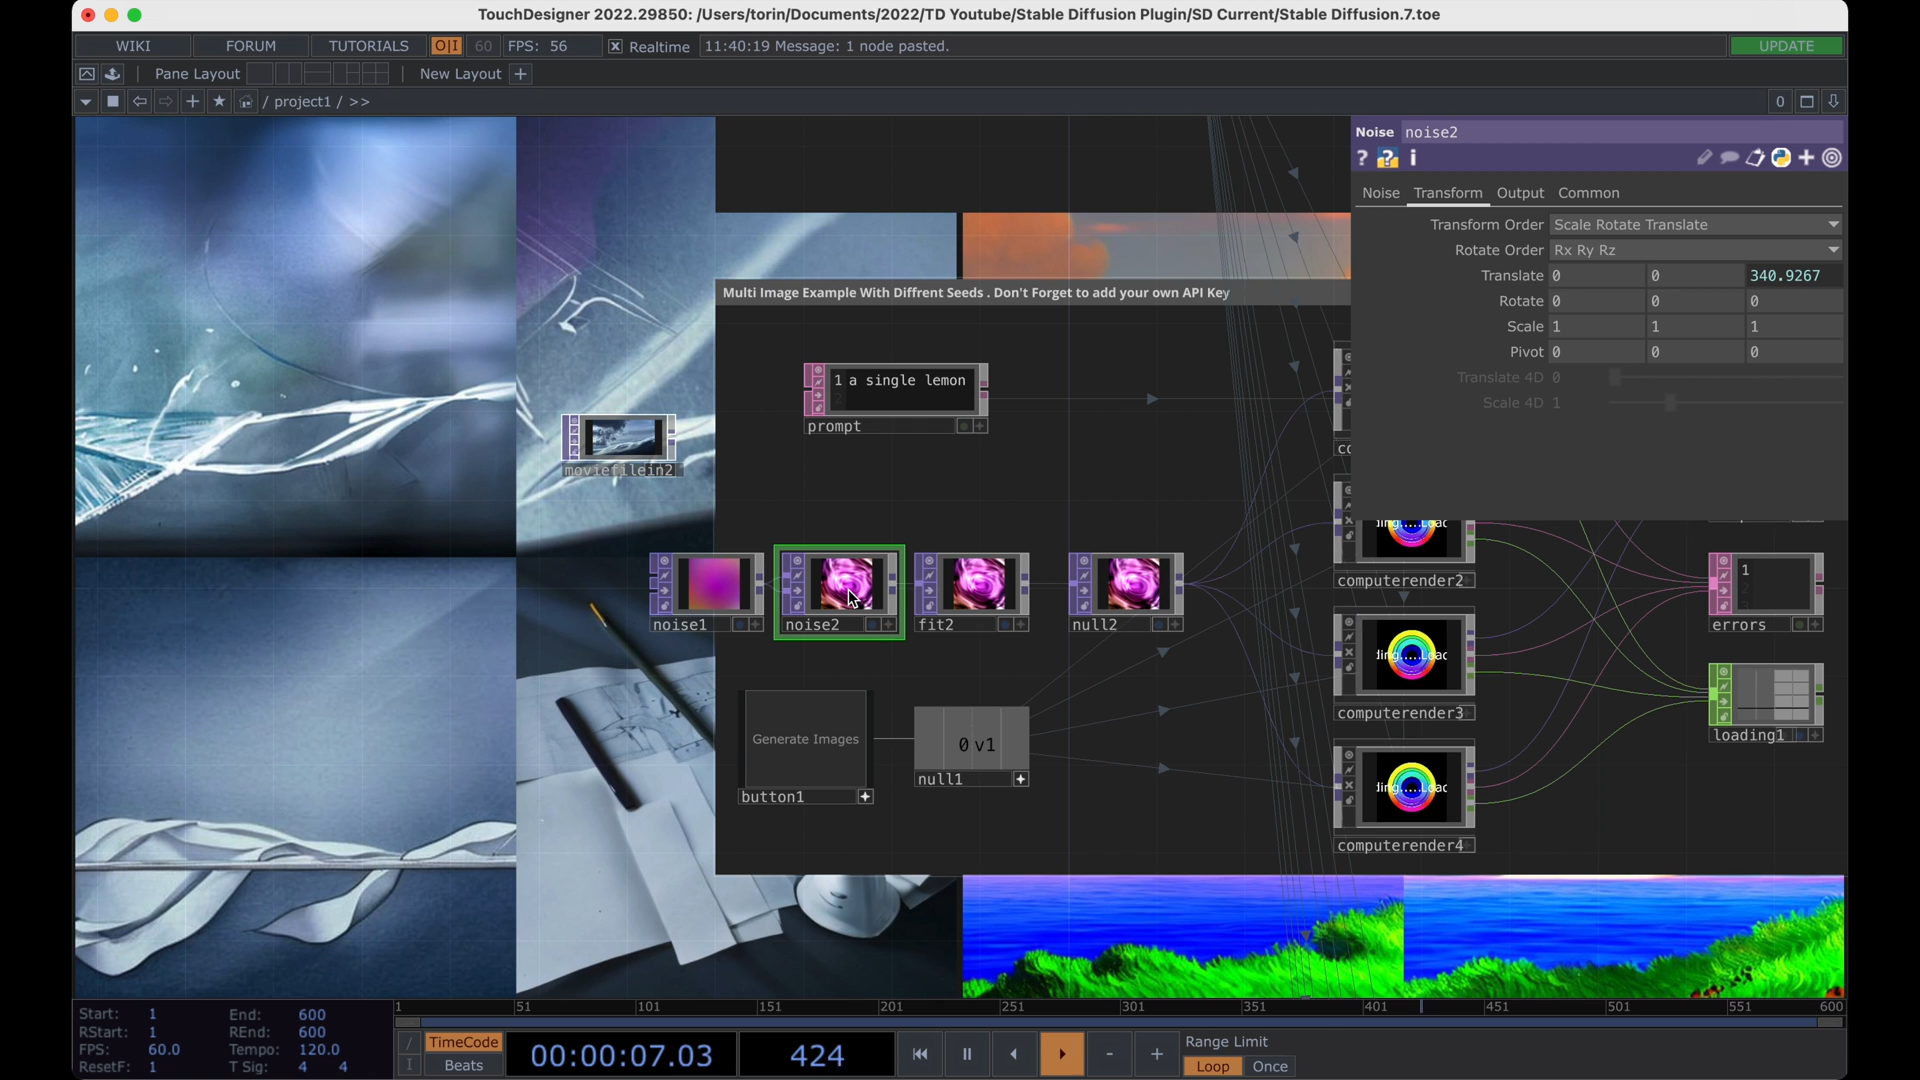 TouchDesigner 2022.29850: /Users/torin/Documents/2022/TD Youtube/Stable Diffusion Plugin/SD Current/Stable Diffusion.7.toe
WIKI FORUM TUTORIALS O|I 60 FPS: 56 Realtime 11:40:19 Message: 1 node pasted. UPDATE
Pane Layout New Layout +
/ project1 / >> 0
Noise noise2
Noise Transform Output Common
Transform Order Scale Rotate Translate
Rotate Order Rx Ry Rz
Translate 0 0 340.9267
Rotate 0 0 0
Scale 1 1 1
Pivot 0 0 0
Translate 4D 0
Scale 4D 1
Multi Image Example With Diffrent Seeds . Don't Forget to add your own API Key
1 a single lemon
2
prompt
moviefilein2
noise1 noise2 fit2 null2
computerender2
computerender3
computerender4
1
errors
loading1
Generate Images
button1
0 v1
null1
1 51 101 151 201 251 301 351 401 451 501 551 600
Start: 1 End: 600
RStart: 1 REnd: 600
FPS: 60.0 Tempo: 120.0
ResetF: 1 T Sig: 4 4
TimeCode
Beats
00:00:07.03 424
- +
Range Limit
Loop Once